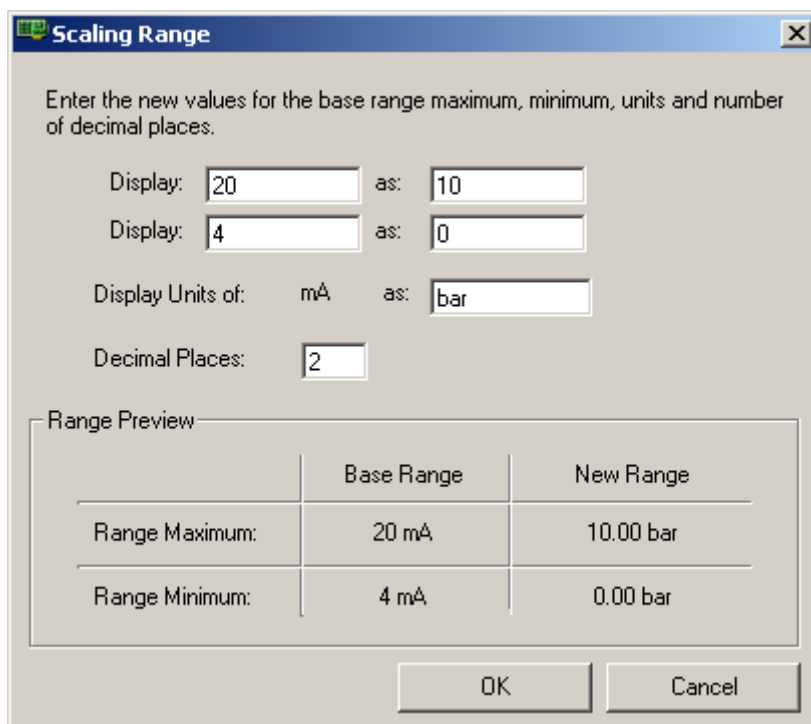 Scaling Range
Enter the new values for the base range maximum, minimum, units and number
of decimal places.
Display: 20 as: 10
Display: 4 as: 0
Display Units of: mA as: bar
Decimal Places: 2
Range Preview
Base Range New Range
Range Maximum: 20 mA 10.00 bar
Range Minimum: 4 mA 0.00 bar
OK Cancel